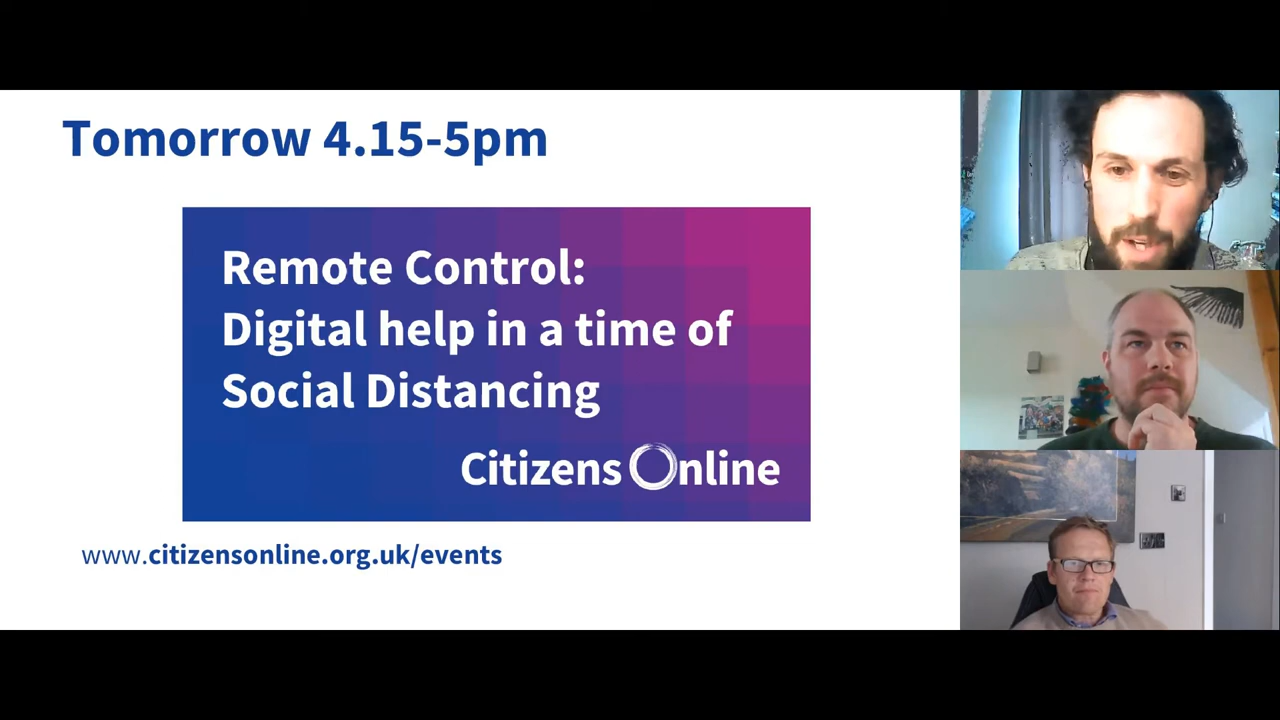 Tomorrow 4.15-5pm
Remote Control:
Digital help in a time of
Social Distancing
Citizens Online
www.citizensonline.org.uk/events